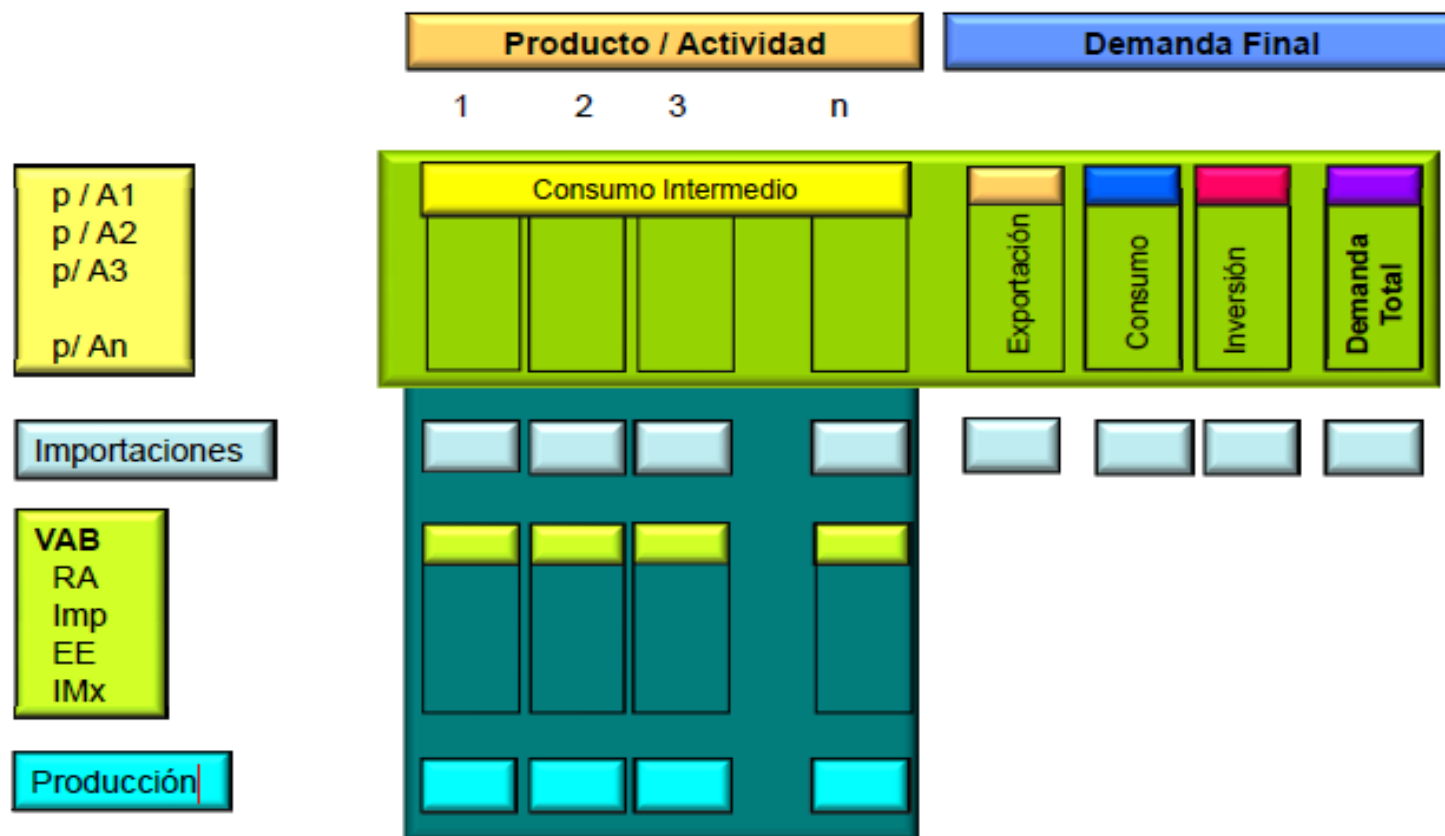 Producto / Actividad
Demanda Final
1 2 3 n
p / A1
p / A2
p/ A3
p/ An
Consumo Intermedio
Exportación
Consumo
Inversión
Demanda
Total
Importaciones
VAB
RA
Imp
EE
IMx
Producción